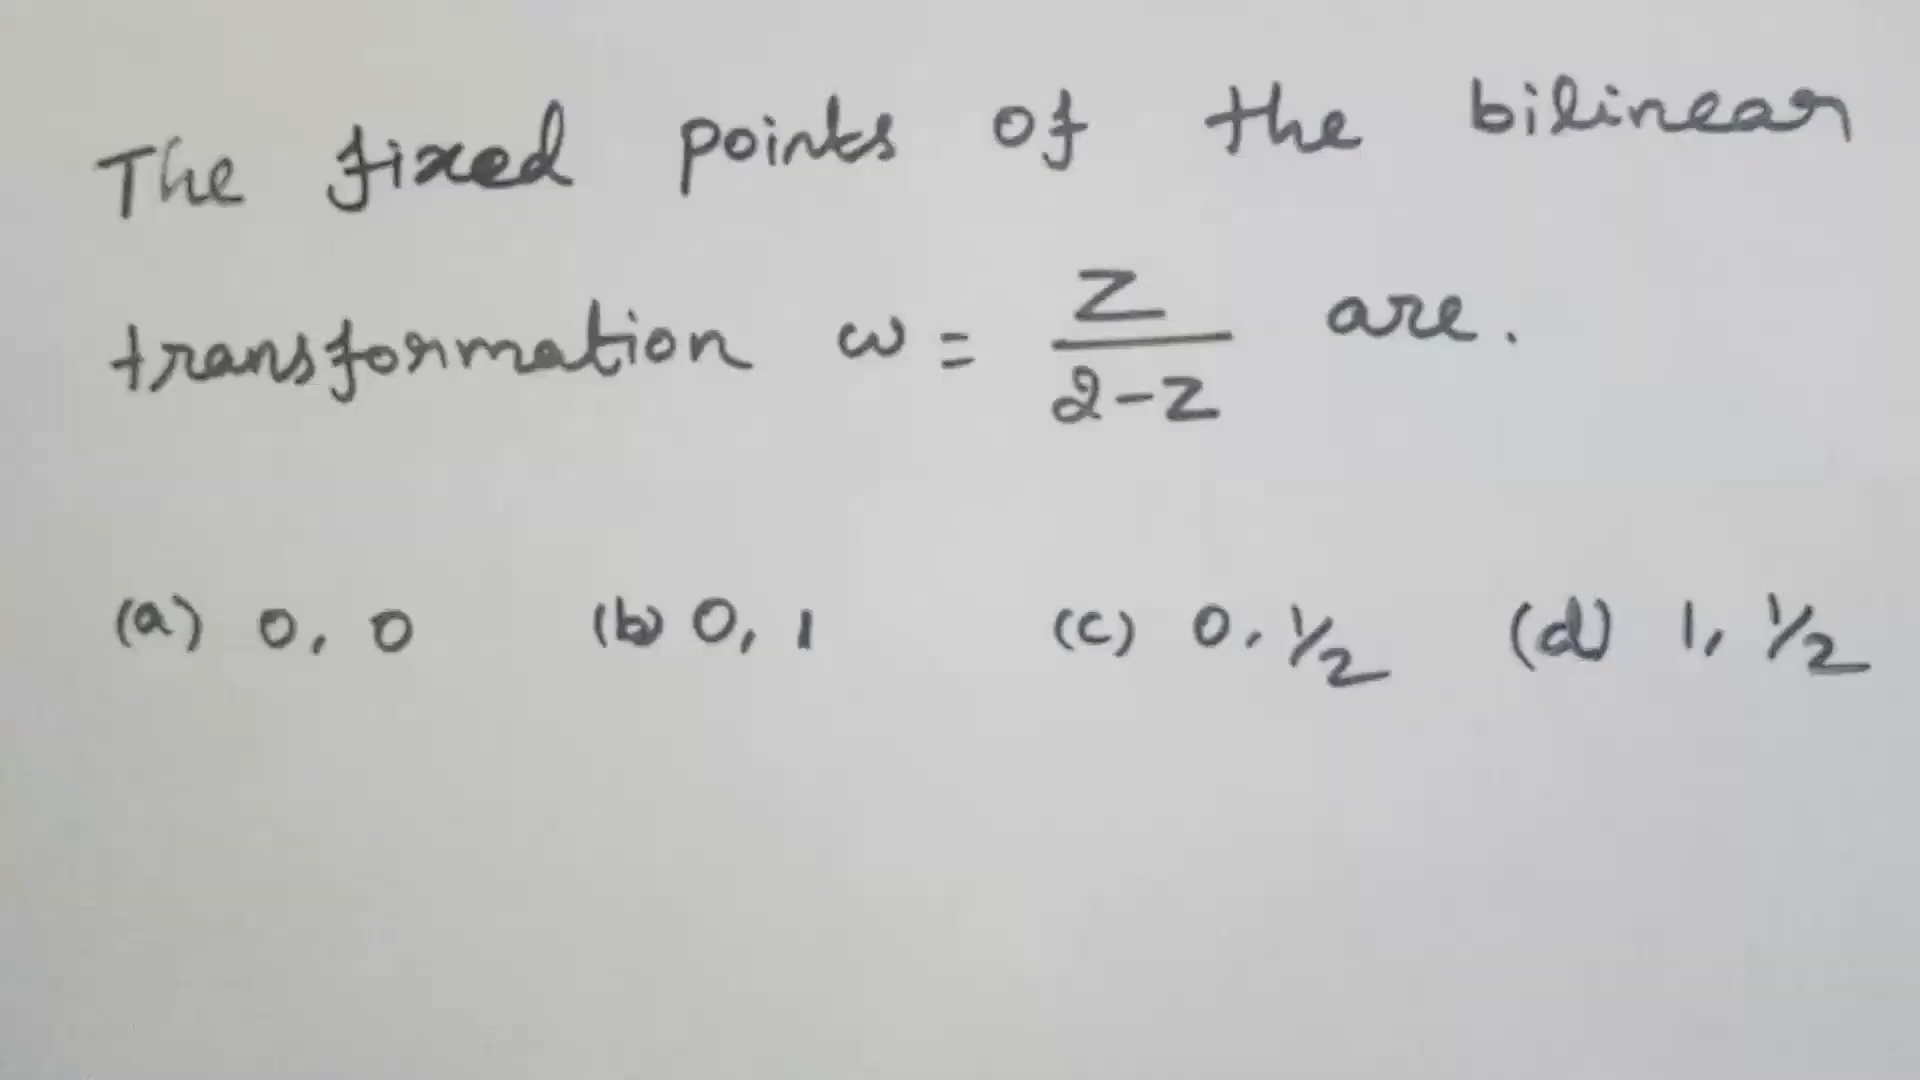 The fixed points of the bilinear
transformation ω = z/(2-z) are.
(a) 0, 0 (b) 0, 1 (c) 0, 1/2 (d) 1, 1/2